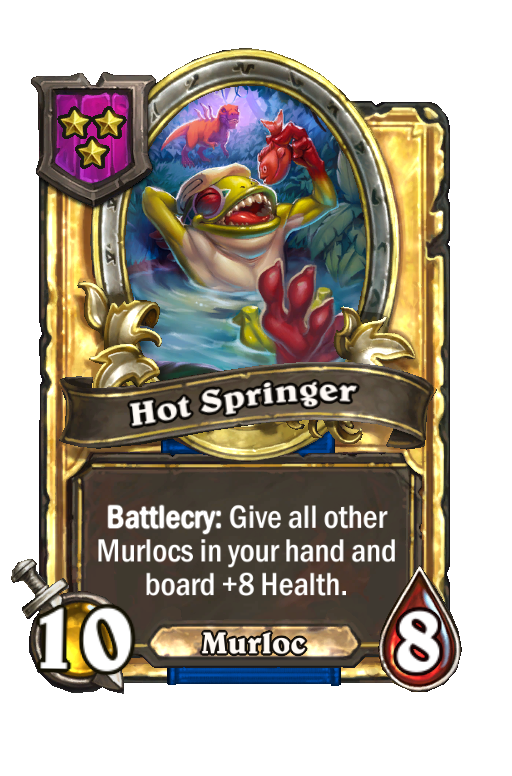 Hot Springer
Battlecry: Give all other
Murlocs in your hand and
board +8 Health.
10
Murloc
8